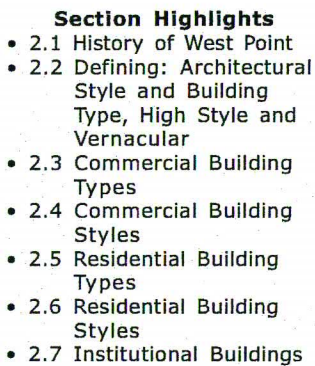 Section Highlights
• 2.1 History of West Point
• 2.2 Defining: Architectural
Style and Building
Type, High Style and
Vernacular
• 2.3 Commercial Building
Types
• 2.4 Commercial Building
Styles
• 2.5 Residential Building
Types
• 2.6 Residential Building
Styles
• 2.7 Institutional Buildings